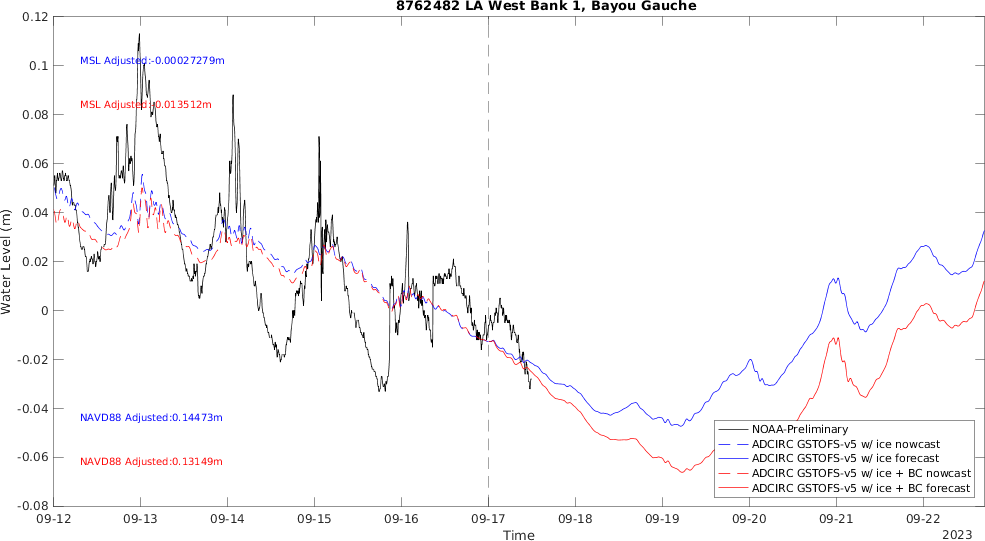 8762482 LA West Bank 1, Bayou Gauche
Water Level (m)
0.12
0.1
0.08
0.06
0.04
0.02
0
-0.02
-0.04
-0.06
-0.08
MSL Adjusted:-0.00027279m
MSL Adjusted:-0.013512m
NAVD88 Adjusted:0.14473m
NAVD88 Adjusted:0.13149m
NOAA-Preliminary
ADCIRC GSTOFS-v5 w/ ice nowcast
ADCIRC GSTOFS-v5 w/ ice forecast
ADCIRC GSTOFS-v5 w/ ice + BC nowcast
ADCIRC GSTOFS-v5 w/ ice + BC forecast
09-12 09-13 09-14 09-15 09-16 09-17 09-18 09-19 09-20 09-21 09-22
Time
2023